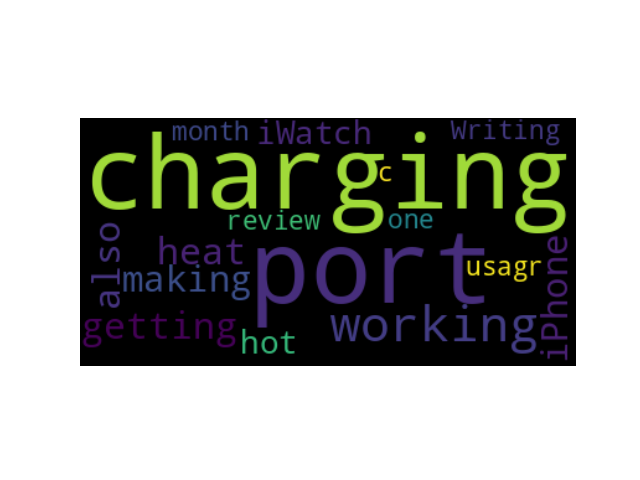 month iWatch Writing
charging
c
review one
also heat port usagr iPhone
making
getting hot working